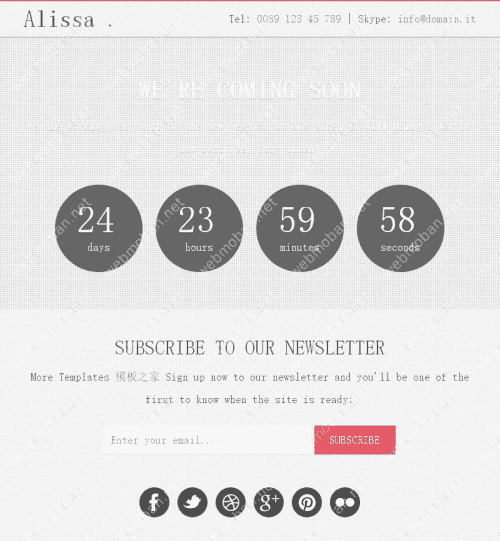 Alissa .
Tel: 0039 123 45 789 | Skype: info@domain.it
WE'RE COMING SOON
24
days
23
hours
59
minutes
58
seconds
SUBSCRIBE TO OUR NEWSLETTER
More Templates 模板之家 Sign up now to our newsletter and you'll be one of the
first to know when the site is ready:
Enter your email...
SUBSCRIBE
webmoban.net